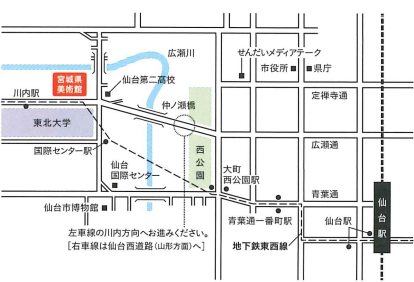 広瀬川
せんだいメディアテーク
市役所
県庁
宮城県
美術館
仙台第二高校
川内駅
仲ノ瀬橋
定禅寺通
東北大学
広瀬通
国際センター駅
西公園
仙台
国際センター
大町
西公園駅
青葉通
仙台市博物館
青葉通一番町駅
仙台駅
仙台駅
左車線の川内方向へお進みください。
[右車線は仙台西道路(山形方面)へ]
地下鉄東西線